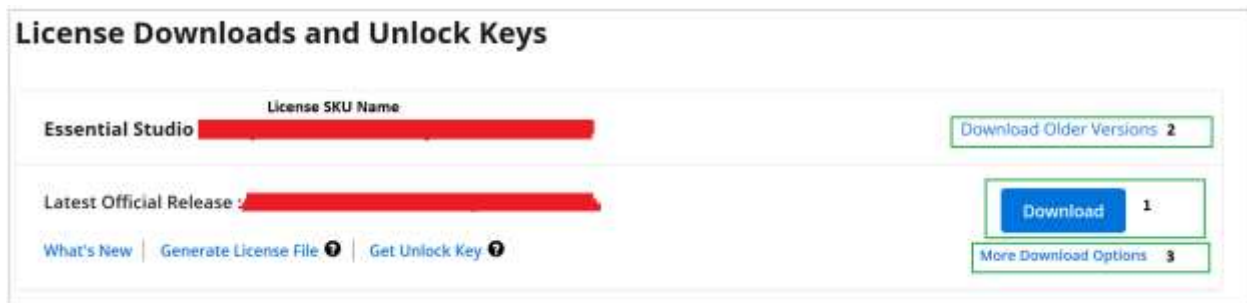 License Downloads and Unlock Keys
License SKU Name
Essential Studio
Download Older Versions 2
Latest Official Release :
Download 1
What's New | Generate License File ? | Get Unlock Key ?
More Download Options 3